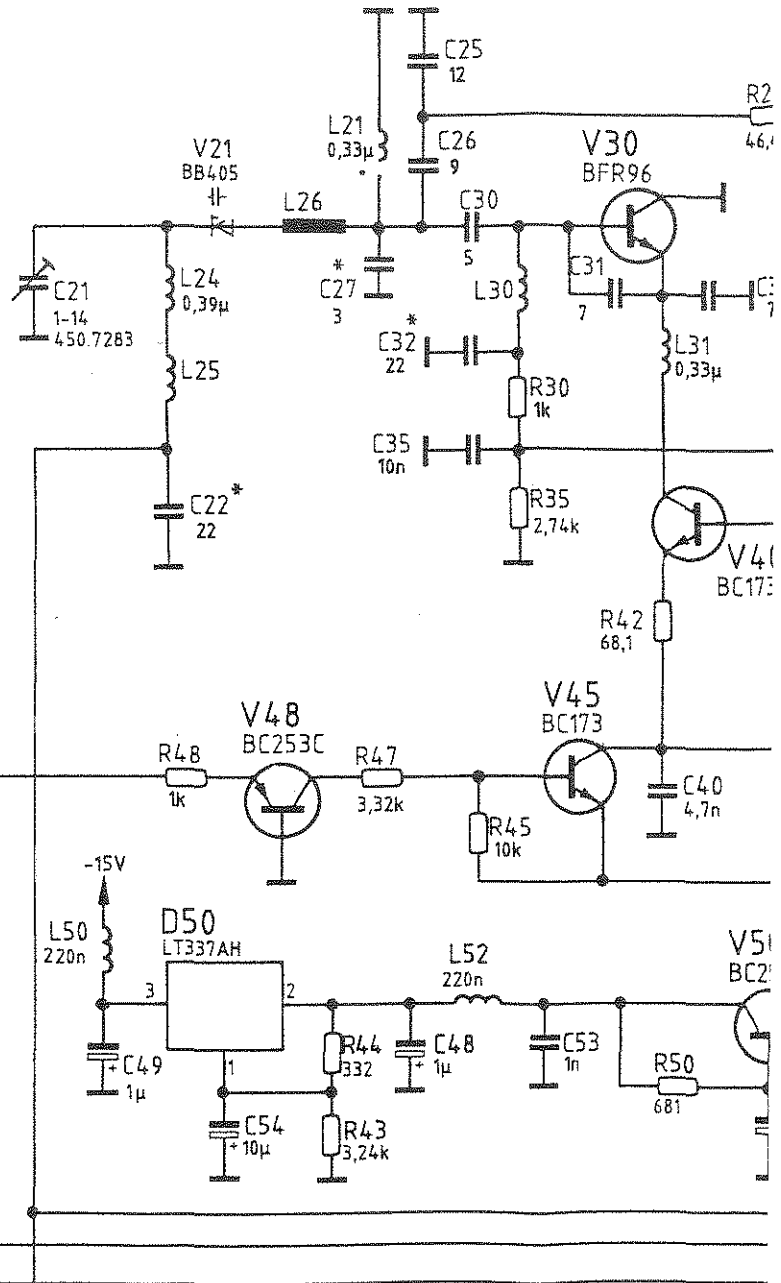 C25
12
R2
46,4
L21
0,33µ
C26
9
V30
BFR96
V21
BB405
L26
C30
5
*
C27
3
C31
7
L24
0,39µ
C21
1-14
450.7283
L30
*
C32
22
L31
0,33µ
L25
R30
1k
C35
10n
C22*
22
R35
2,74k
V40
BC173
R42
68,1
V45
BC173
V48
BC253C
R48
1k
R47
3,32k
C40
4,7n
R45
10k
-15V
D50
LT337AH
L50
220n
L52
220n
V5
BC2
3
2
1
C49
+ 1µ
R44
332
C48
+ 1µ
C53
1n
R50
681
C54
+ 10µ
R43
3,24k